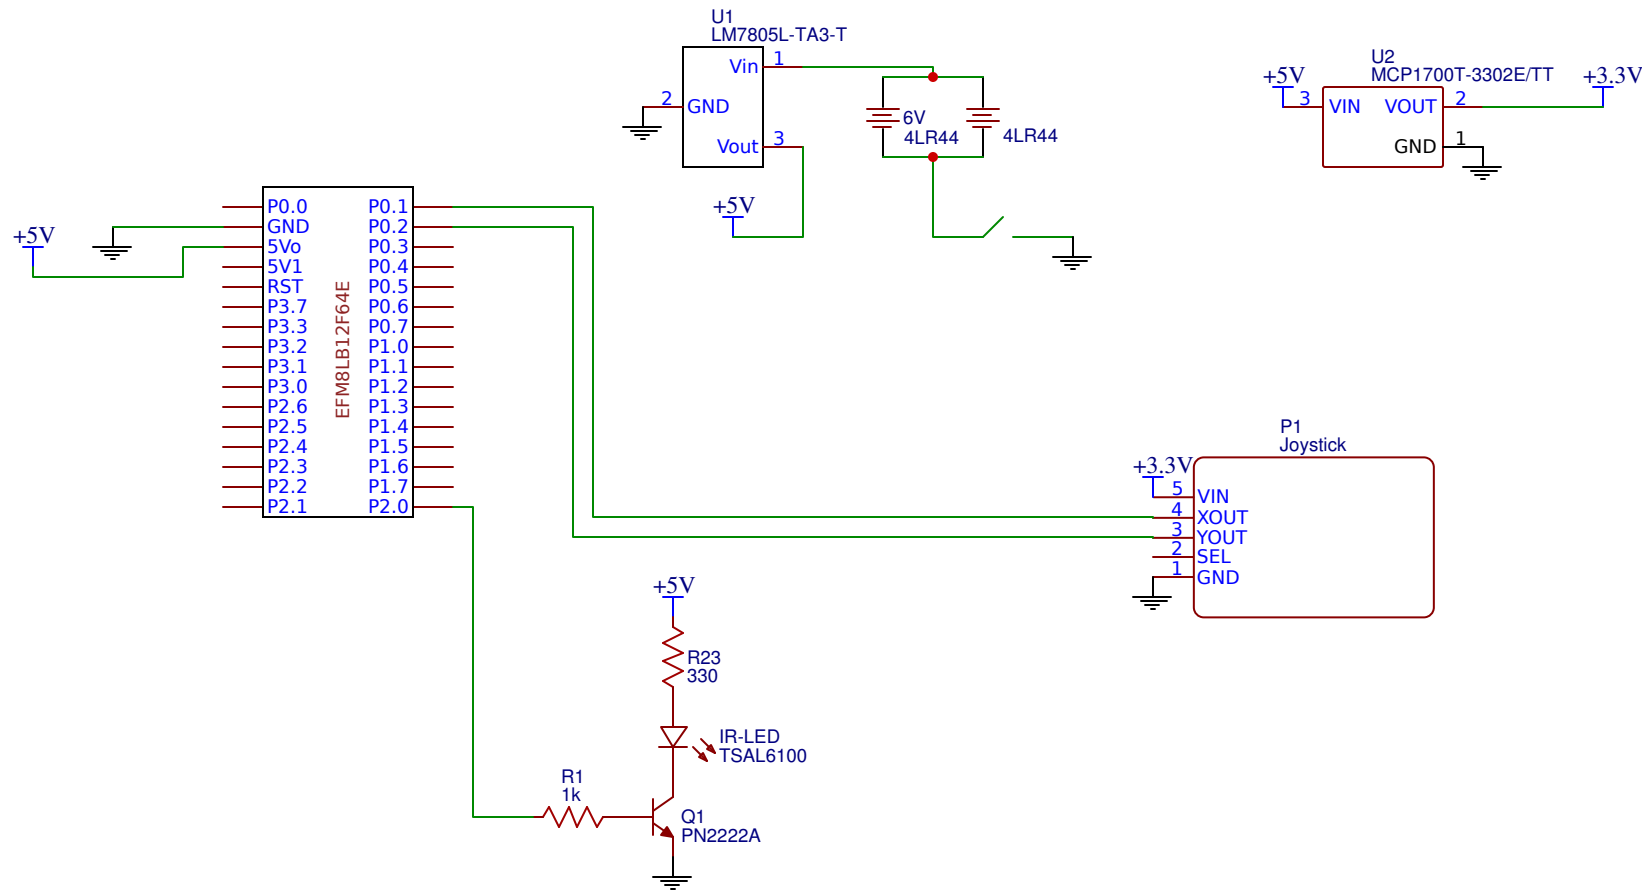 U1
LM7805L-TA3-T
Vin 1
2 GND
Vout 3
6V
4LR44
4LR44
+5V
U2
MCP1700T-3302E/TT
+5V
+3.3V
3 VIN VOUT 2
GND 1
+5V
P0.0 P0.1
GND P0.2
5Vo P0.3
5V1 P0.4
RST P0.5
P3.7 P0.6
P3.3 P0.7
P3.2 P1.0
P3.1 P1.1
P3.0 P1.2
P2.6 P1.3
P2.5 P1.4
P2.4 P1.5
P2.3 P1.6
P2.2 P1.7
P2.1 P2.0
EFM8LB12F64E
P1
Joystick
+3.3V
5 VIN
4 XOUT
3 YOUT
2 SEL
1 GND
+5V
R23
330
IR-LED
TSAL6100
R1
1k
Q1
PN2222A